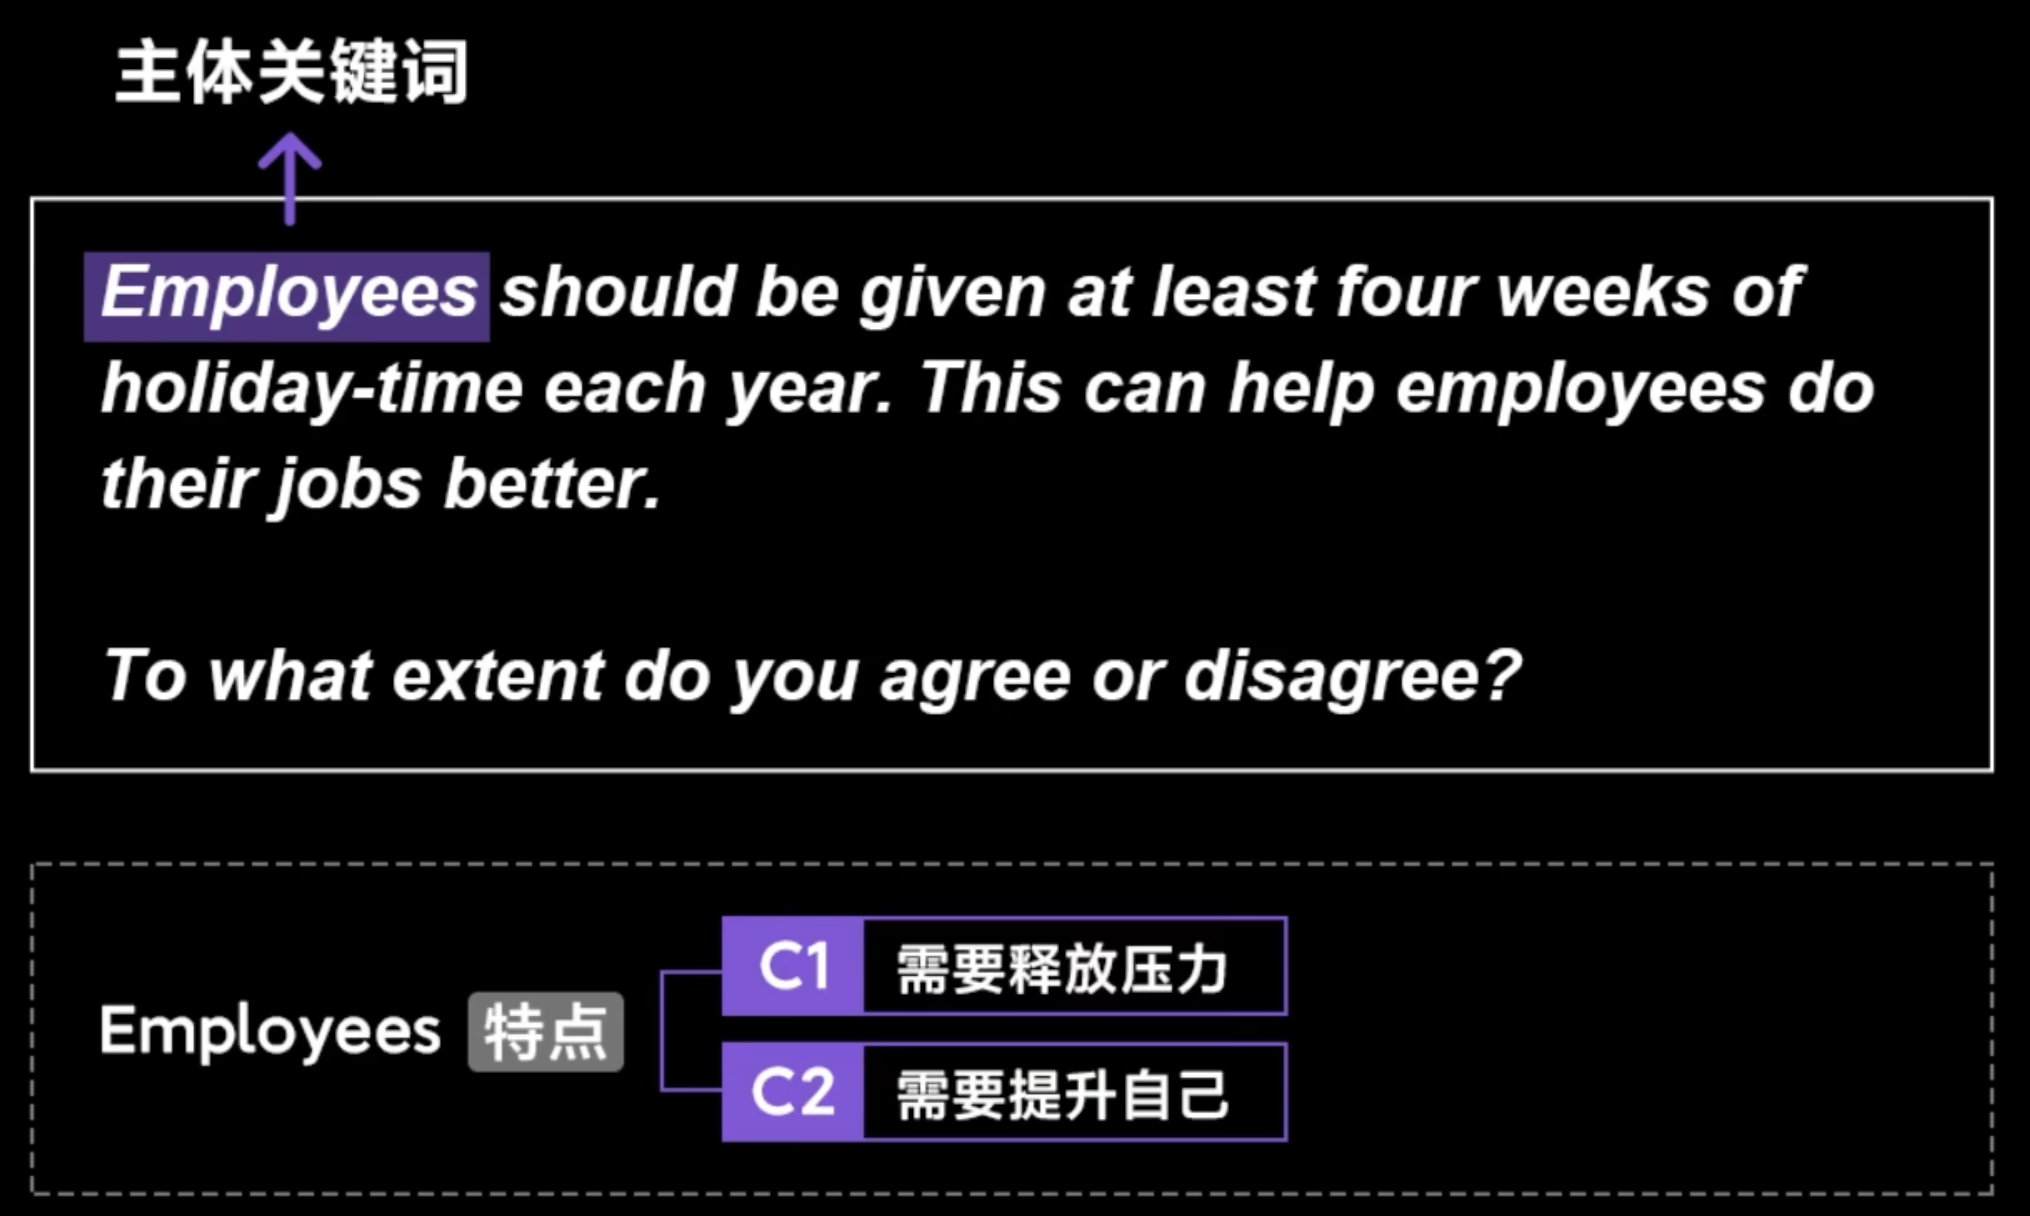 主体关键词
Employees should be given at least four weeks of
holiday-time each year. This can help employees do
their jobs better.
To what extent do you agree or disagree?
Employees 特点
C1 需要释放压力
C2 需要提升自己